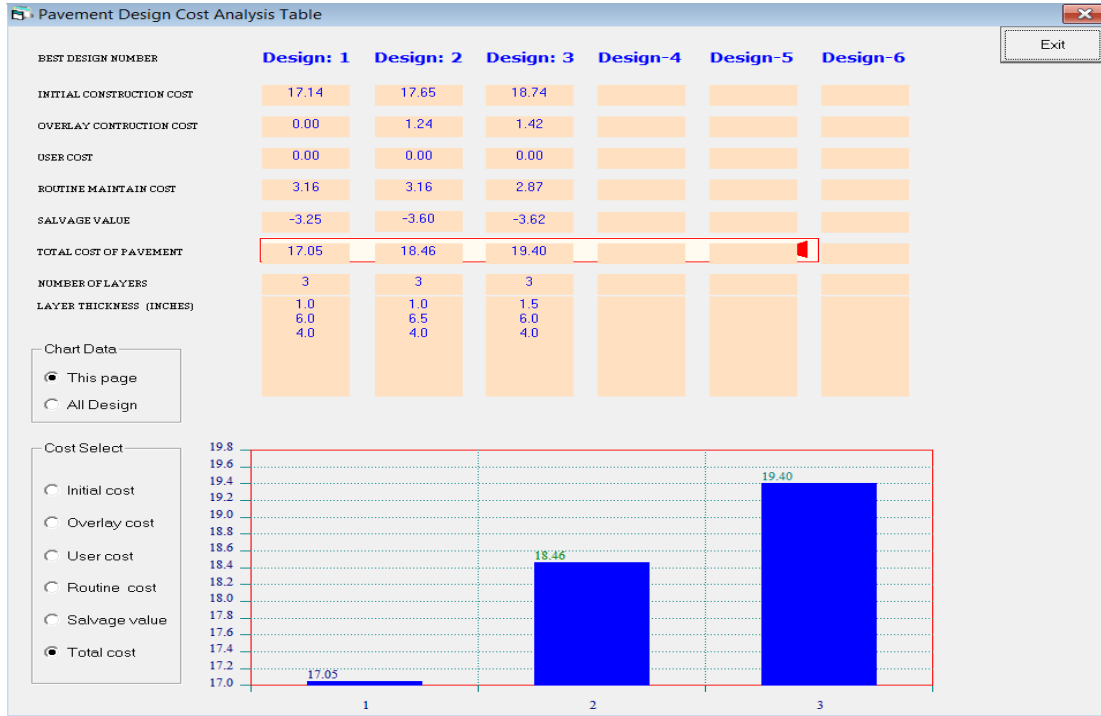 Pavement Design Cost Analysis Table
Exit
BEST DESIGN NUMBER Design: 1 Design: 2 Design: 3 Design-4 Design-5 Design-6
INITIAL CONSTRUCTION COST 17.14 17.65 18.74
OVERLAY CONTRUCTION COST 0.00 1.24 1.42
USER COST 0.00 0.00 0.00
ROUTINE MAINTAIN COST 3.16 3.16 2.87
SALVAGE VALUE -3.25 -3.60 -3.62
TOTAL COST OF PAVEMENT 17.05 18.46 19.40
NUMBER OF LAYERS 3 3 3
LAYER THICKNESS (INCHES) 1.0 1.0 1.5
6.0 6.5 6.0
4.0 4.0 4.0
Chart Data
This page
All Design
Cost Select
Initial cost
Overlay cost
User cost
Routine cost
Salvage value
Total cost
19.8
19.6
19.4
19.2
19.0
18.8
18.6
18.4
18.2
18.0
17.8
17.6
17.4
17.2
17.0
17.05
18.46
19.40
1 2 3